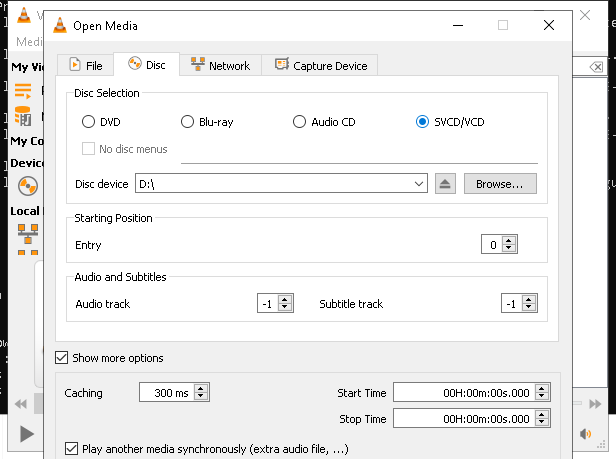 Open Media
Medi
File
Disc
Network
Capture Device
My Vi
Disc Selection
DVD
Blu-ray
Audio CD
SVCD/VCD
No disc menus
My Co
Device
Disc device
D:\
Browse...
Local
Starting Position
Entry
0
Audio and Subtitles
Audio track
-1
Subtitle track
-1
Show more options
Caching
300 ms
Start Time
00H:00m:00s.000
Stop Time
00H:00m:00s.000
Play another media synchronously (extra audio file, ...)